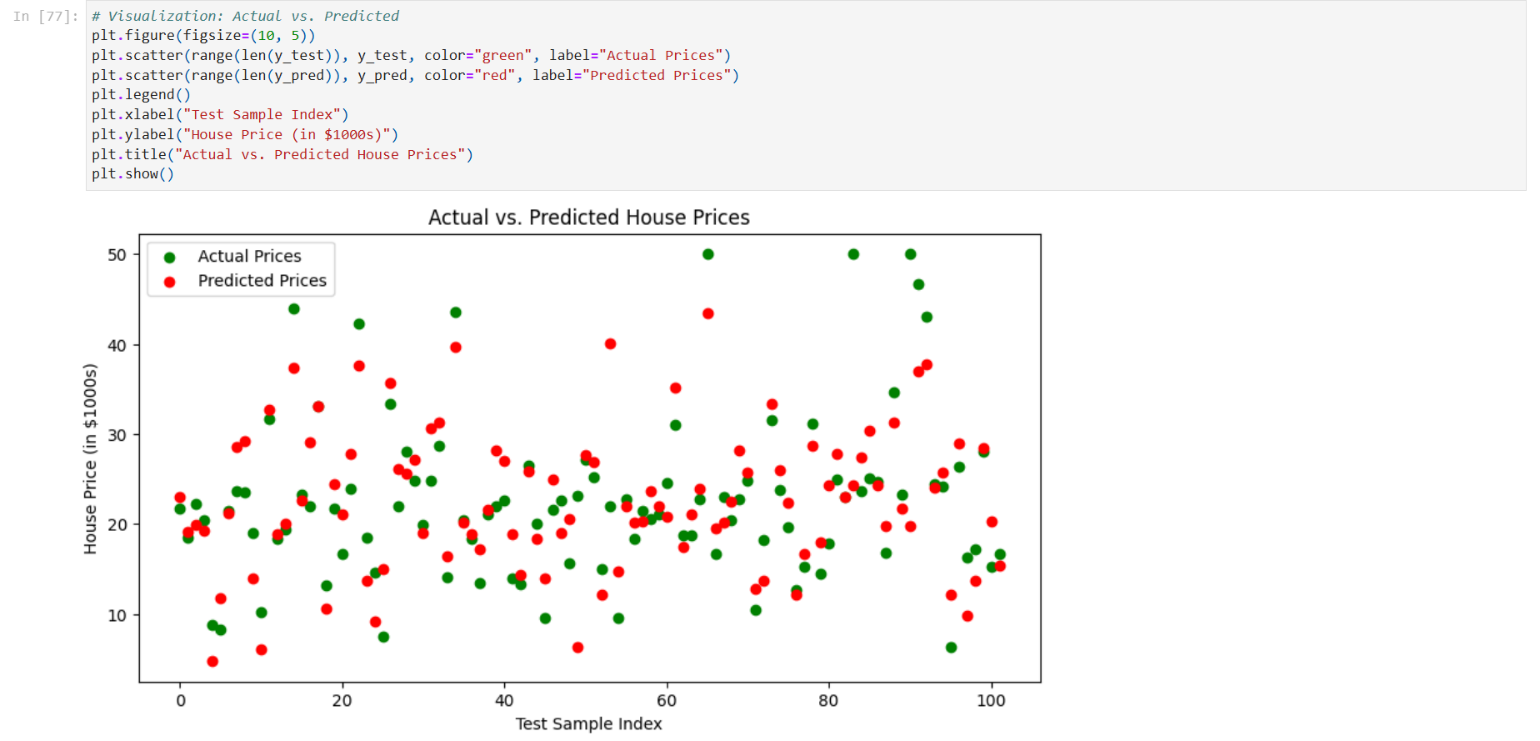 In [77]: # Visualization: Actual vs. Predicted
plt.figure(figsize=(10, 5))
plt.scatter(range(len(y_test)), y_test, color="green", label="Actual Prices")
plt.scatter(range(len(y_pred)), y_pred, color="red", label="Predicted Prices")
plt.legend()
plt.xlabel("Test Sample Index")
plt.ylabel("House Price (in $1000s)")
plt.title("Actual vs. Predicted House Prices")
plt.show()
Actual vs. Predicted House Prices
Actual Prices
Predicted Prices
House Price (in $1000s)
50
40
30
20
10
0 20 40 60 80 100
Test Sample Index